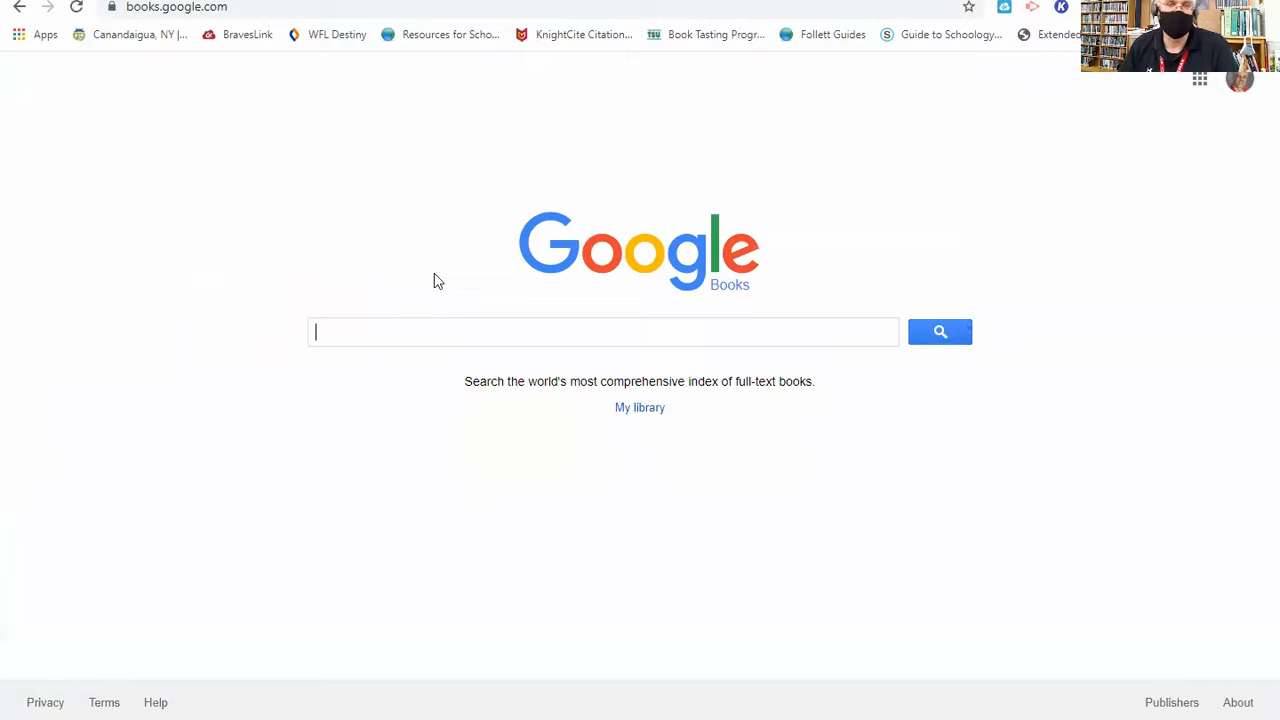 books.google.com
Apps Canandaigua, NY |... BravesLink WFL Destiny Resources for Scho... KnightCite Citation... TSU Book Tasting Progr... Follett Guides S Guide to Schoology... Extended
K
Google
Books
Search the world's most comprehensive index of full-text books.
My library
Privacy Terms Help Publishers About